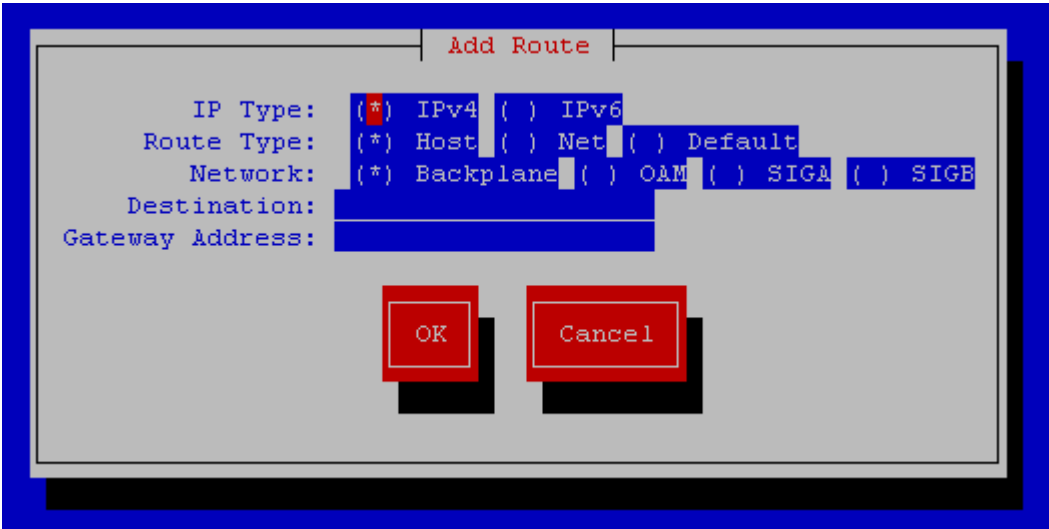 Add Route
IP Type: (*) IPv4 ( ) IPv6
Route Type: (*) Host ( ) Net ( ) Default
Network: (*) Backplane ( ) OAM ( ) SIGA ( ) SIGB
Destination:
Gateway Address:
OK Cancel